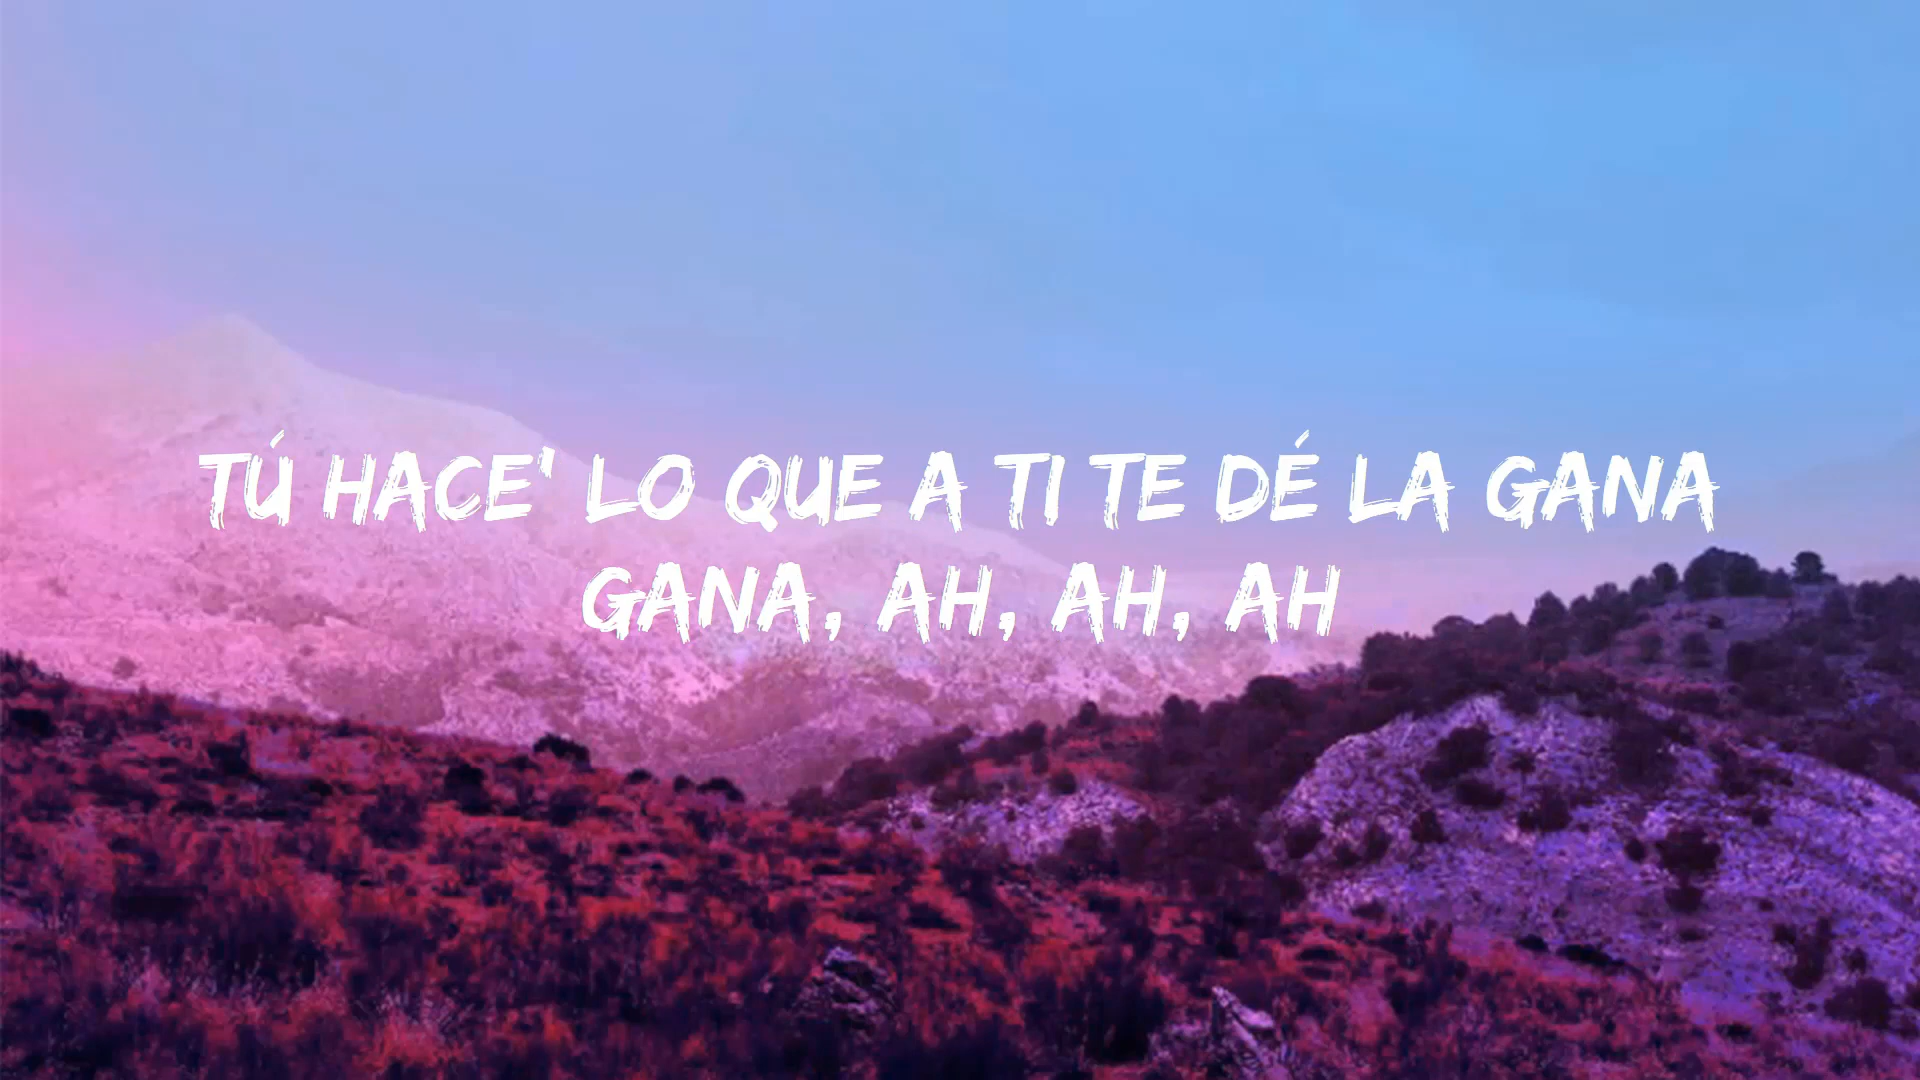 TÚ HACE' LO QUE A TI TE DÉ LA GANA
GANA, AH, AH, AH